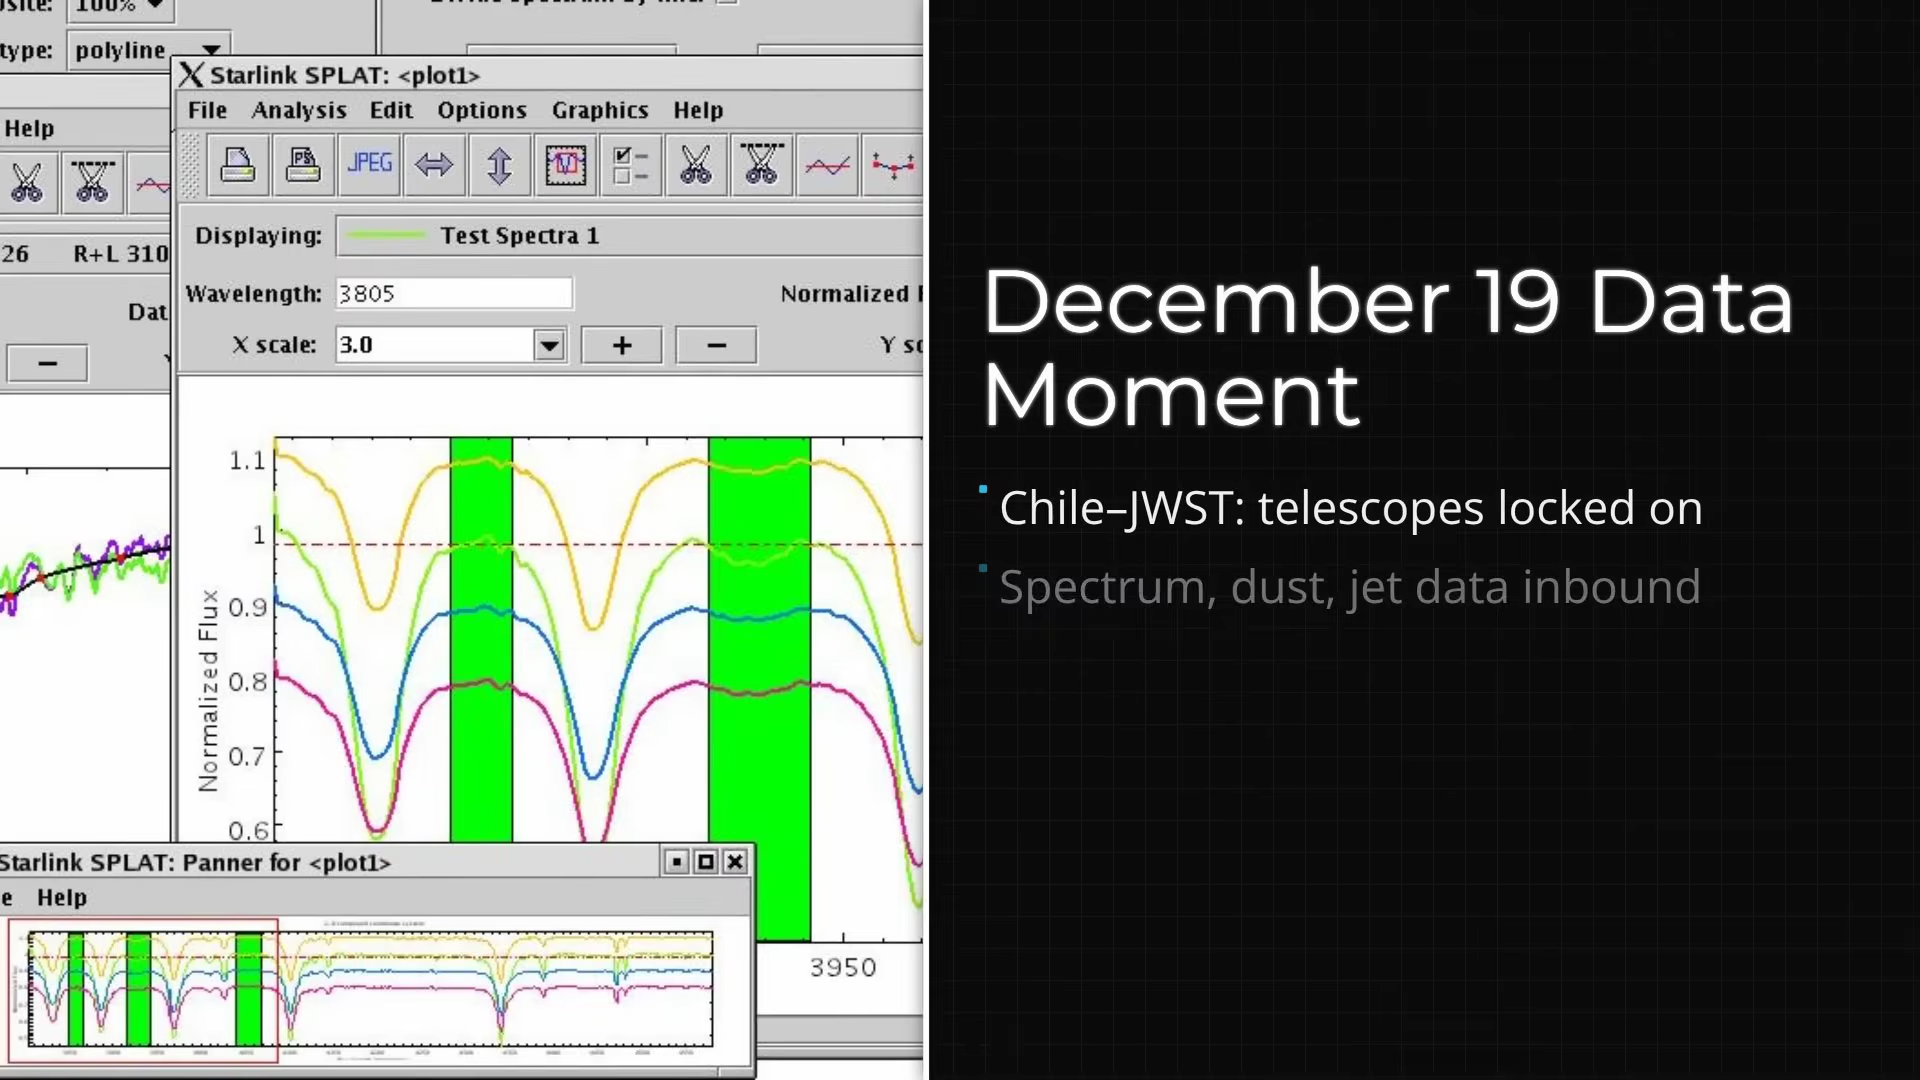 100%
type: polyline
Starlink SPLAT: <plot1>
File Analysis Edit Options Graphics Help
Help
JPEG
Displaying: Test Spectra 1
26 R+L 310
Wavelength: 3805
X scale: 3.0 + −
−
1.1
1
0.9
0.8
0.7
0.6
Normalized Flux
3950
Starlink SPLAT: Panner for <plot1>
Help
December 19 Data
Moment
Chile–JWST: telescopes locked on
Spectrum, dust, jet data inbound